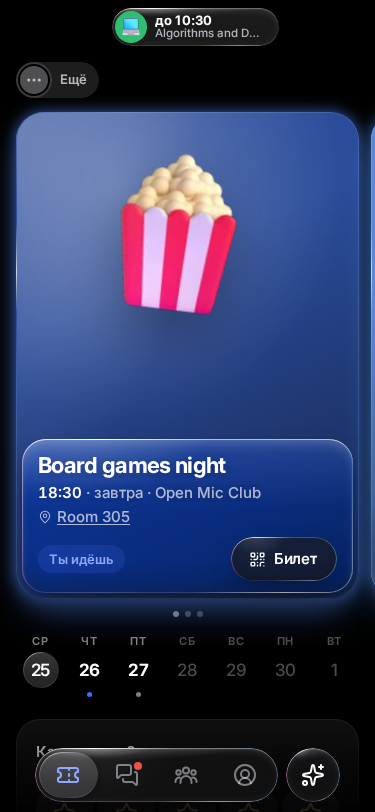 до 10:30
Algorithms and D...
Ещё
Board games night
18:30 · завтра · Open Mic Club
Room 305
Ты идёшь
Билет
СР ЧТ ПТ СБ ВС ПН ВТ
25 26 27 28 29 30 1